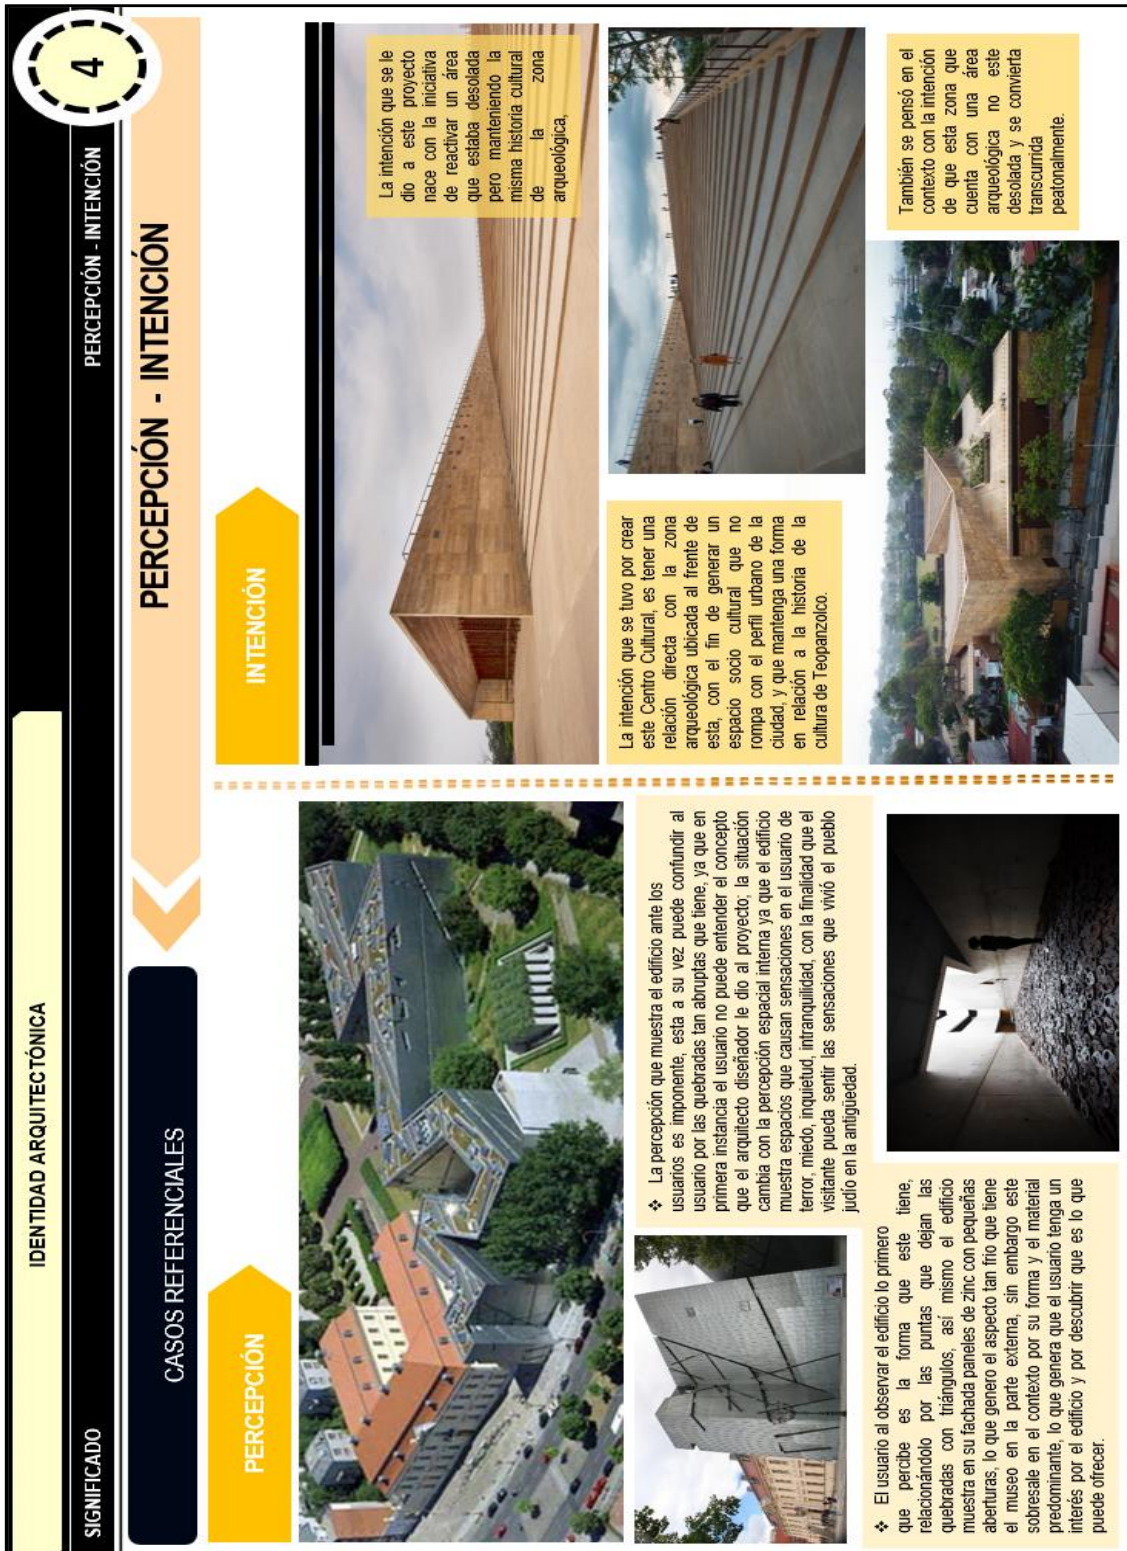 IDENTIDAD ARQUITECTÓNICA
4
SIGNIFICADO
PERCEPCIÓN - INTENCIÓN
CASOS REFERENCIALES
PERCEPCIÓN - INTENCIÓN
PERCEPCIÓN
❖ El usuario al observar el edificio lo primero
que percibe es la forma que este tiene,
relacionándolo por las puntas que dejan las
quebradas con triángulos, así mismo el edificio
muestra en su fachada paneles de zinc con pequeñas
aberturas, lo que genero el aspecto tan frio que tiene
el museo en la parte externa, sin embargo este
sobresale en el contexto por su forma y el material
predominante, lo que genera que el usuario tenga un
interés por el edificio y por descubrir que es lo que
puede ofrecer.
❖ La percepción que muestra el edificio ante los
usuarios es imponente, esta a su vez puede confundir al
usuario por las quebradas tan abruptas que tiene, ya que en
primera instancia el usuario no puede entender el concepto
que el arquitecto diseñador le dio al proyecto; la situación
cambia con la percepción espacial interna ya que el edificio
muestra espacios que causan sensaciones en el usuario de
terror, miedo, inquietud, intranquilidad, con la finalidad que el
visitante pueda sentir las sensaciones que vivió el pueblo
judío en la antigüedad.
INTENCIÓN
La intención que se le
dio a este proyecto
nace con la iniciativa
de reactivar un área
que estaba desolada
pero manteniendo la
misma historia cultural
de la zona
arqueológica,
La intención que se tuvo por crear
este Centro Cultural, es tener una
relación directa con la zona
arqueológica ubicada al frente de
esta, con el fin de generar un
espacio socio cultural que no
rompa con el perfil urbano de la
ciudad, y que mantenga una forma
en relación a la historia de la
cultura de Teopanzolco.
También se pensó en el
contexto con la intención
de que esta zona que
cuenta con una área
arqueológica no este
desolada y se convierta
transcurrida
peatonalmente.